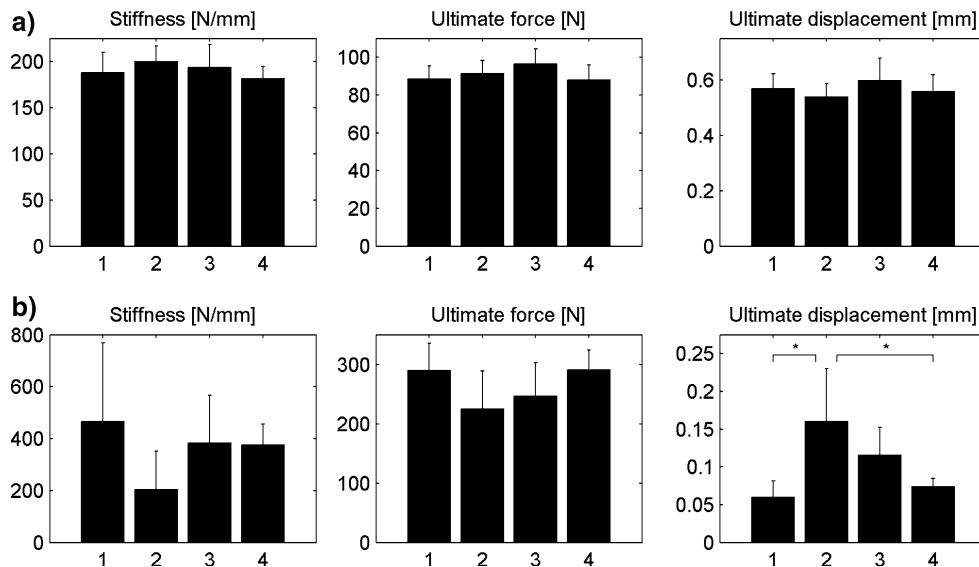 a)
Stiffness [N/mm]
200
150
100
50
0
1 2 3 4
Ultimate force [N]
100
80
60
40
20
0
1 2 3 4
Ultimate displacement [mm]
0.6
0.4
0.2
0
1 2 3 4
b)
Stiffness [N/mm]
800
600
400
200
0
1 2 3 4
Ultimate force [N]
300
200
100
0
1 2 3 4
Ultimate displacement [mm]
* *
0.25
0.2
0.15
0.1
0.05
0
1 2 3 4